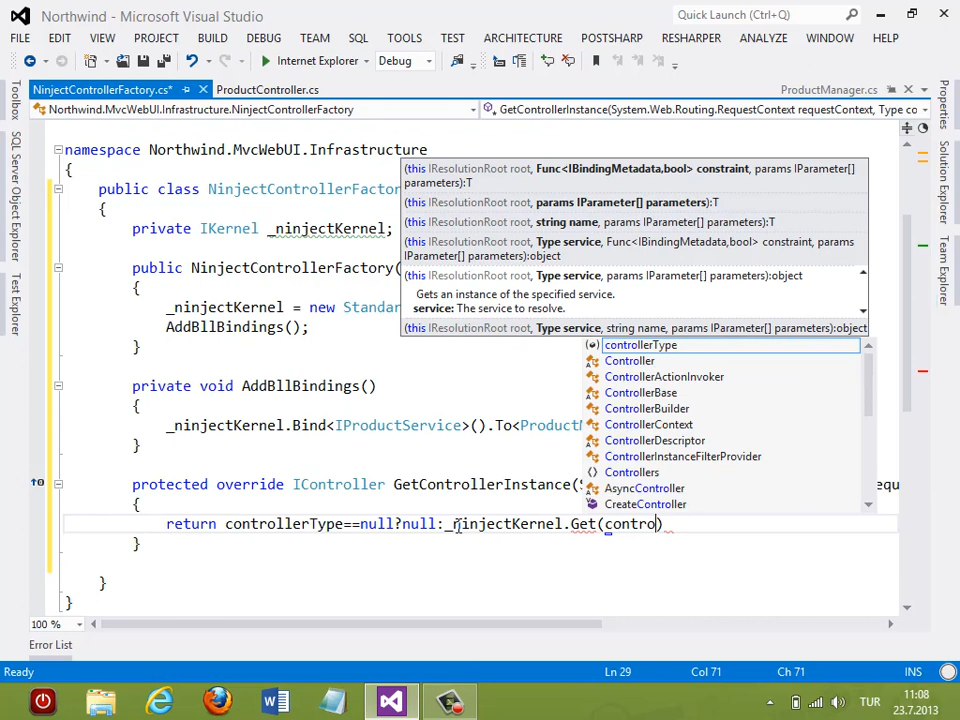 Northwind - Microsoft Visual Studio
Quick Launch (Ctrl+Q)
FILE EDIT VIEW PROJECT BUILD DEBUG TEAM SQL TOOLS TEST ARCHITECTURE POSTSHARP RESHARPER ANALYZE WINDOW HELP
Internet Explorer Debug
NinjectControllerFactory.cs* ProductController.cs ProductManager.cs
Northwind.MvcWebUI.Infrastructure.NinjectControllerFactory GetControllerInstance(System.Web.Routing.RequestContext requestContext, Type co
Toolbox
SQL Server Object Explorer
Test Explorer
Properties
Solution Explorer
Team Explorer
namespace Northwind.MvcWebUI.Infrastructure
{
public class NinjectControllerFactor
{
private IKernel _ninjectKernel;
public NinjectControllerFactory(
{
_ninjectKernel = new Standar
AddBllBindings();
}
private void AddBllBindings()
{
_ninjectKernel.Bind<IProductService>().To<ProductM
}
protected override IController GetControllerInstance(S
equ
{
return controllerType==null?null:_ninjectKernel.Get(contro)
}
}
}
(this IResolutionRoot root, Func<IBindingMetadata,bool> constraint, params IParameter[]
parameters):T
(this IResolutionRoot root, params IParameter[] parameters):T
(this IResolutionRoot root, string name, params IParameter[] parameters):T
(this IResolutionRoot root, Type service, Func<IBindingMetadata,bool> constraint, params
IParameter[] parameters):object
(this IResolutionRoot root, Type service, params IParameter[] parameters):object
Gets an instance of the specified service.
service: The service to resolve.
(this IResolutionRoot root, Type service, string name, params IParameter[] parameters):object
controllerType
Controller
ControllerActionInvoker
ControllerBase
ControllerBuilder
ControllerContext
ControllerDescriptor
ControllerInstanceFilterProvider
Controllers
AsyncController
CreateController
100 %
Error List
Ready Ln 29 Col 71 Ch 71 INS
TUR
11:08
23.7.2013